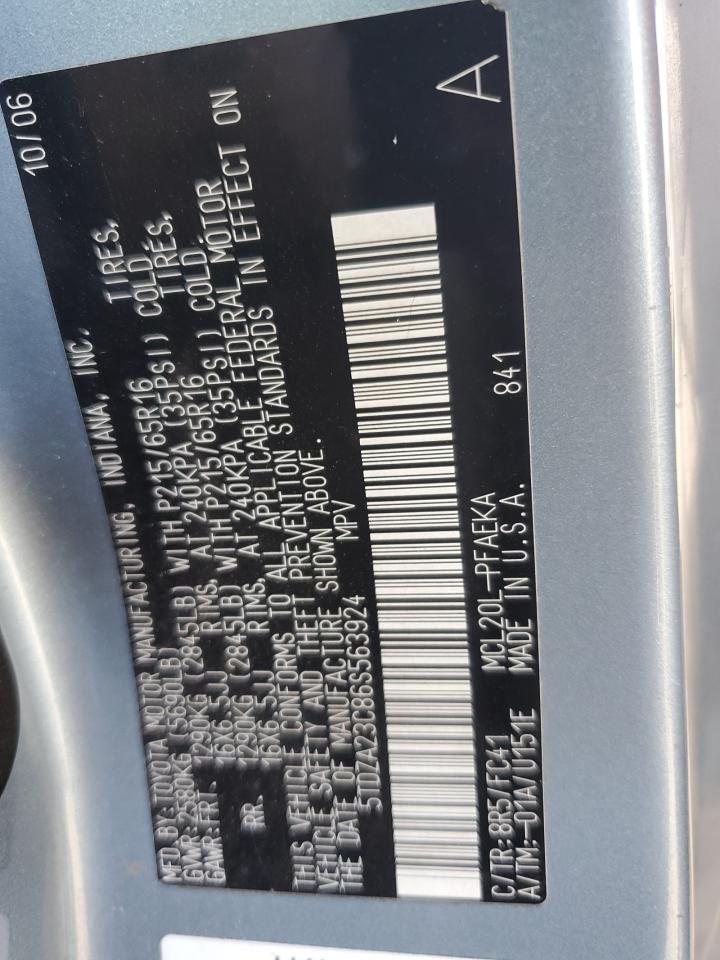 MFD. BY: TOYOTA MOTOR MANUFACTURING, INDIANA, INC. 10/06
GWR: 2580KG (5690LB)
GAWR: FRT. 1290KG (2845LB) WITH P215/65R16 TIRES,
16X6.5JJ RIMS, AT 240KPA (35PSI) COLD.
RR. 1290KG (2845LB) WITH P215/65R16 TIRES,
16X6.5JJ RIMS, AT 240KPA (35PSI) COLD.
THIS VEHICLE CONFORMS TO ALL APPLICABLE FEDERAL MOTOR
VEHICLE SAFETY AND THEFT PREVENTION STANDARDS IN EFFECT ON
THE DATE OF MANUFACTURE SHOWN ABOVE.
5TDZA23C86S563924 MPV
C/TR: 8R5/FC41 MCL20L-PFAEKA 841 A
A/TM: -01A/U151E MADE IN U.S.A.